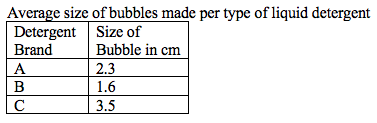 Average size of bubbles made per type of liquid detergent
Detergent Brand Size of Bubble in cm
A 2.3
B 1.6
C 3.5